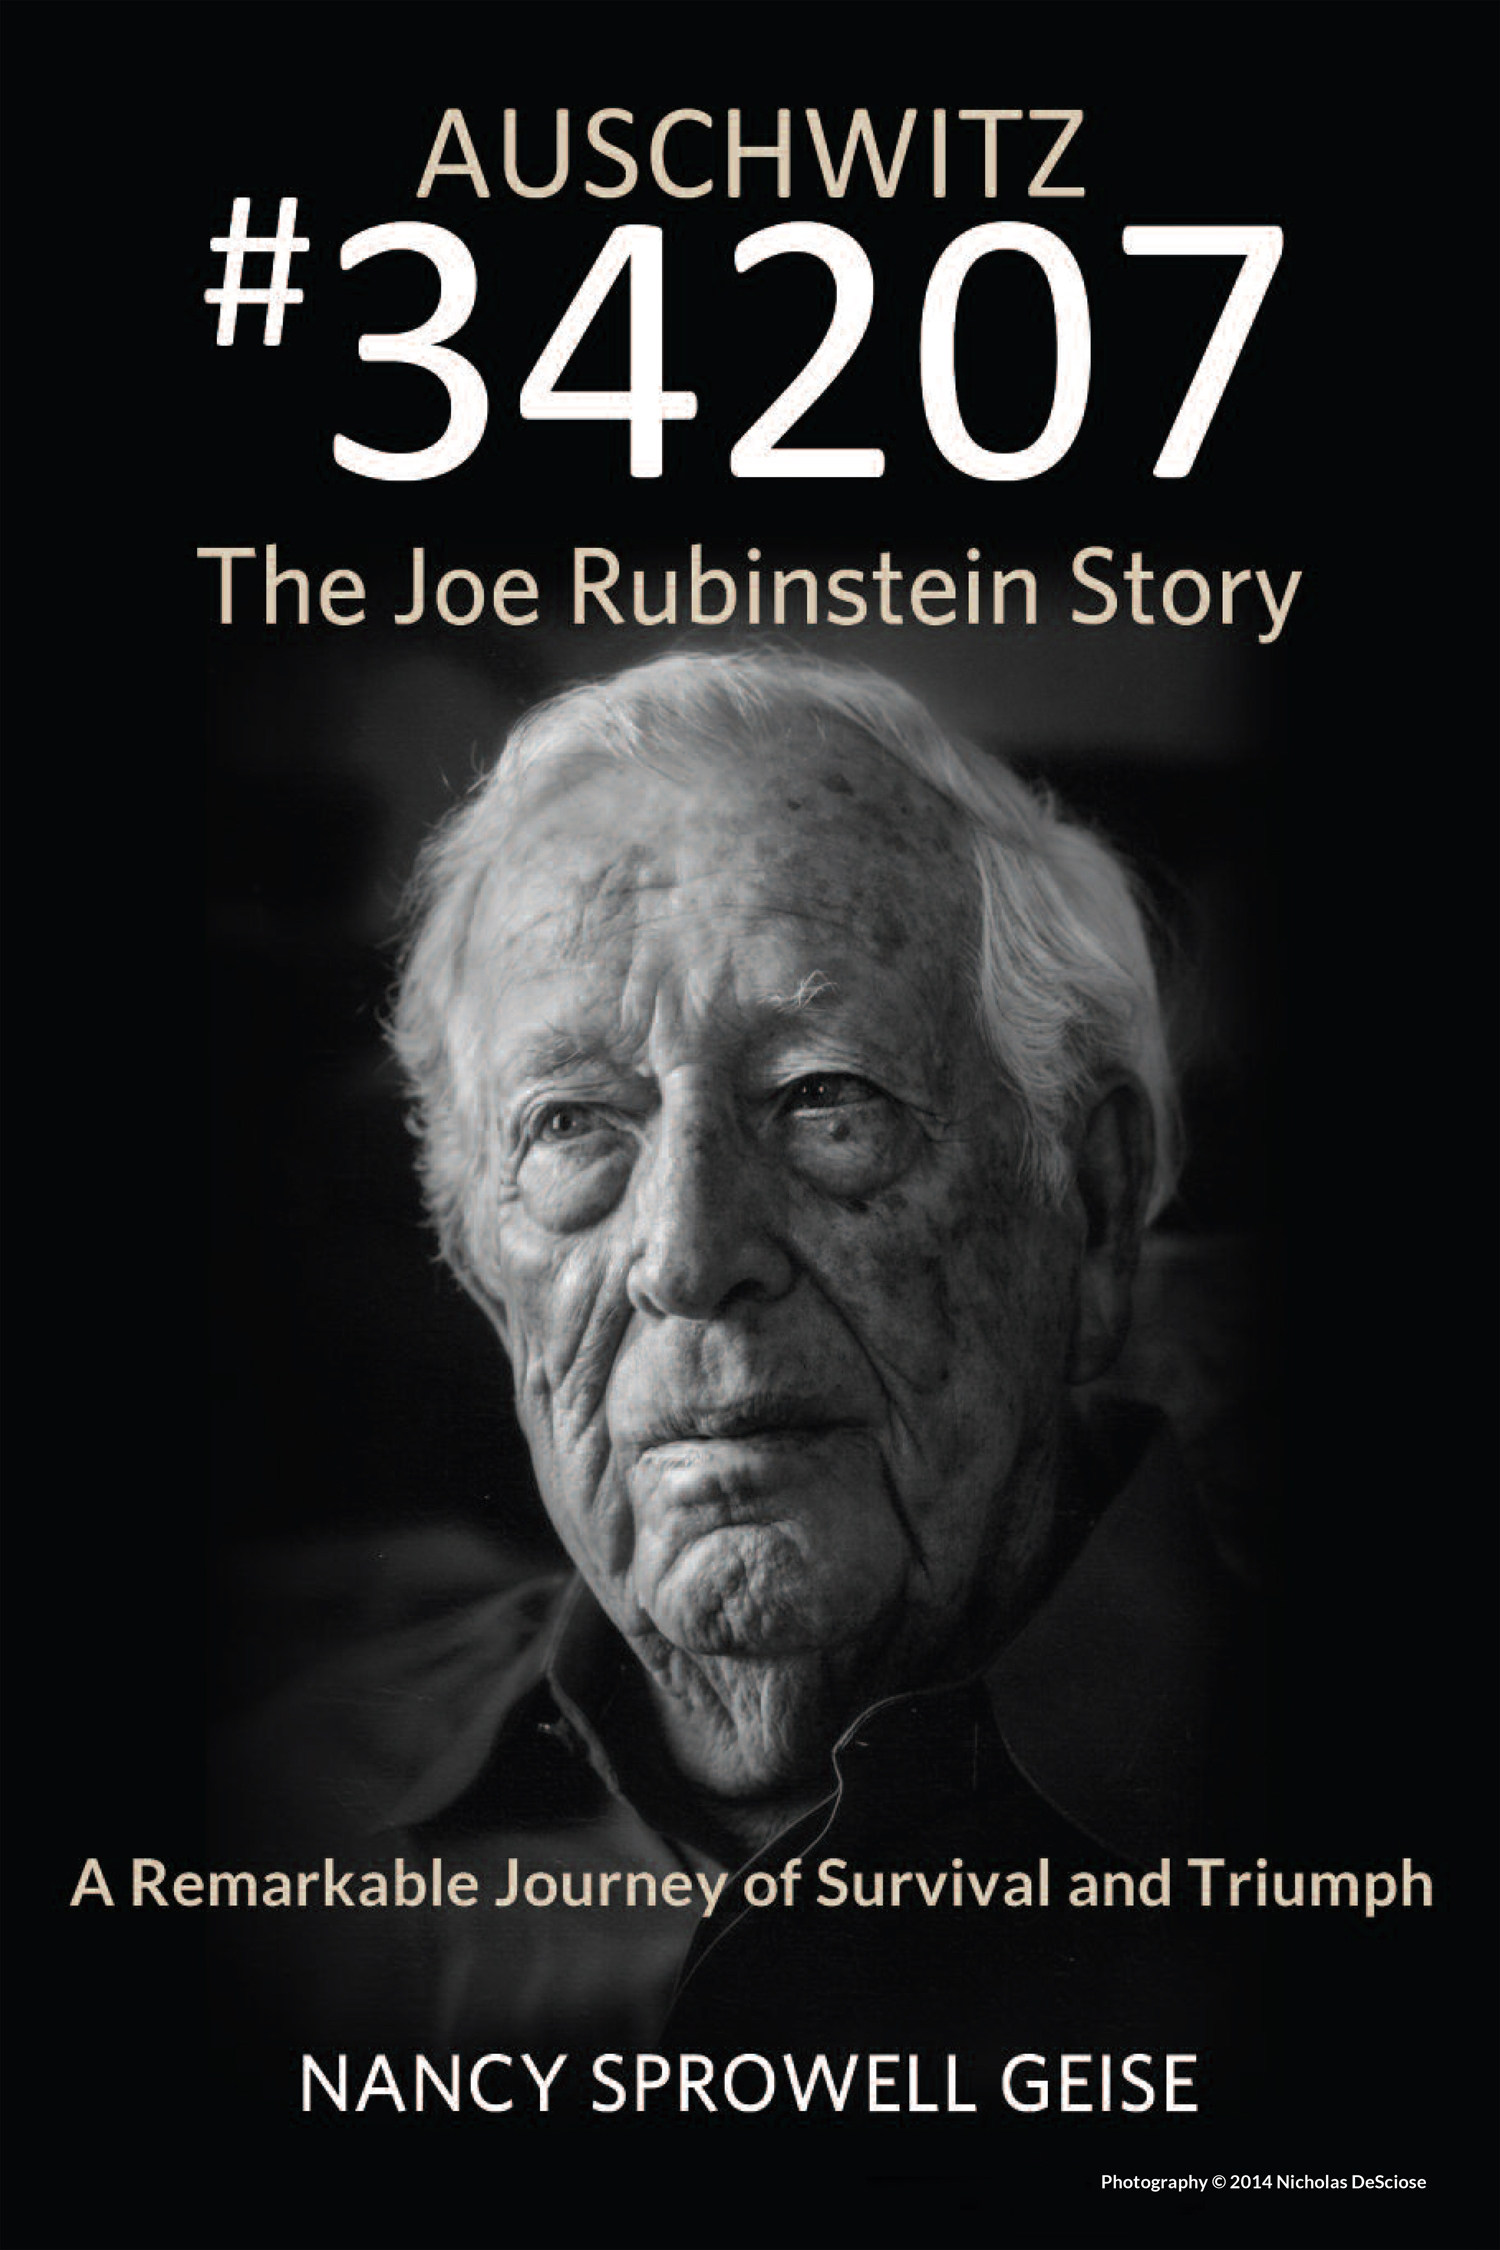 AUSCHWITZ
#34207
The Joe Rubinstein Story
A Remarkable Journey of Survival and Triumph
NANCY SPROWELL GEISE
Photography © 2014 Nicholas DeSciose